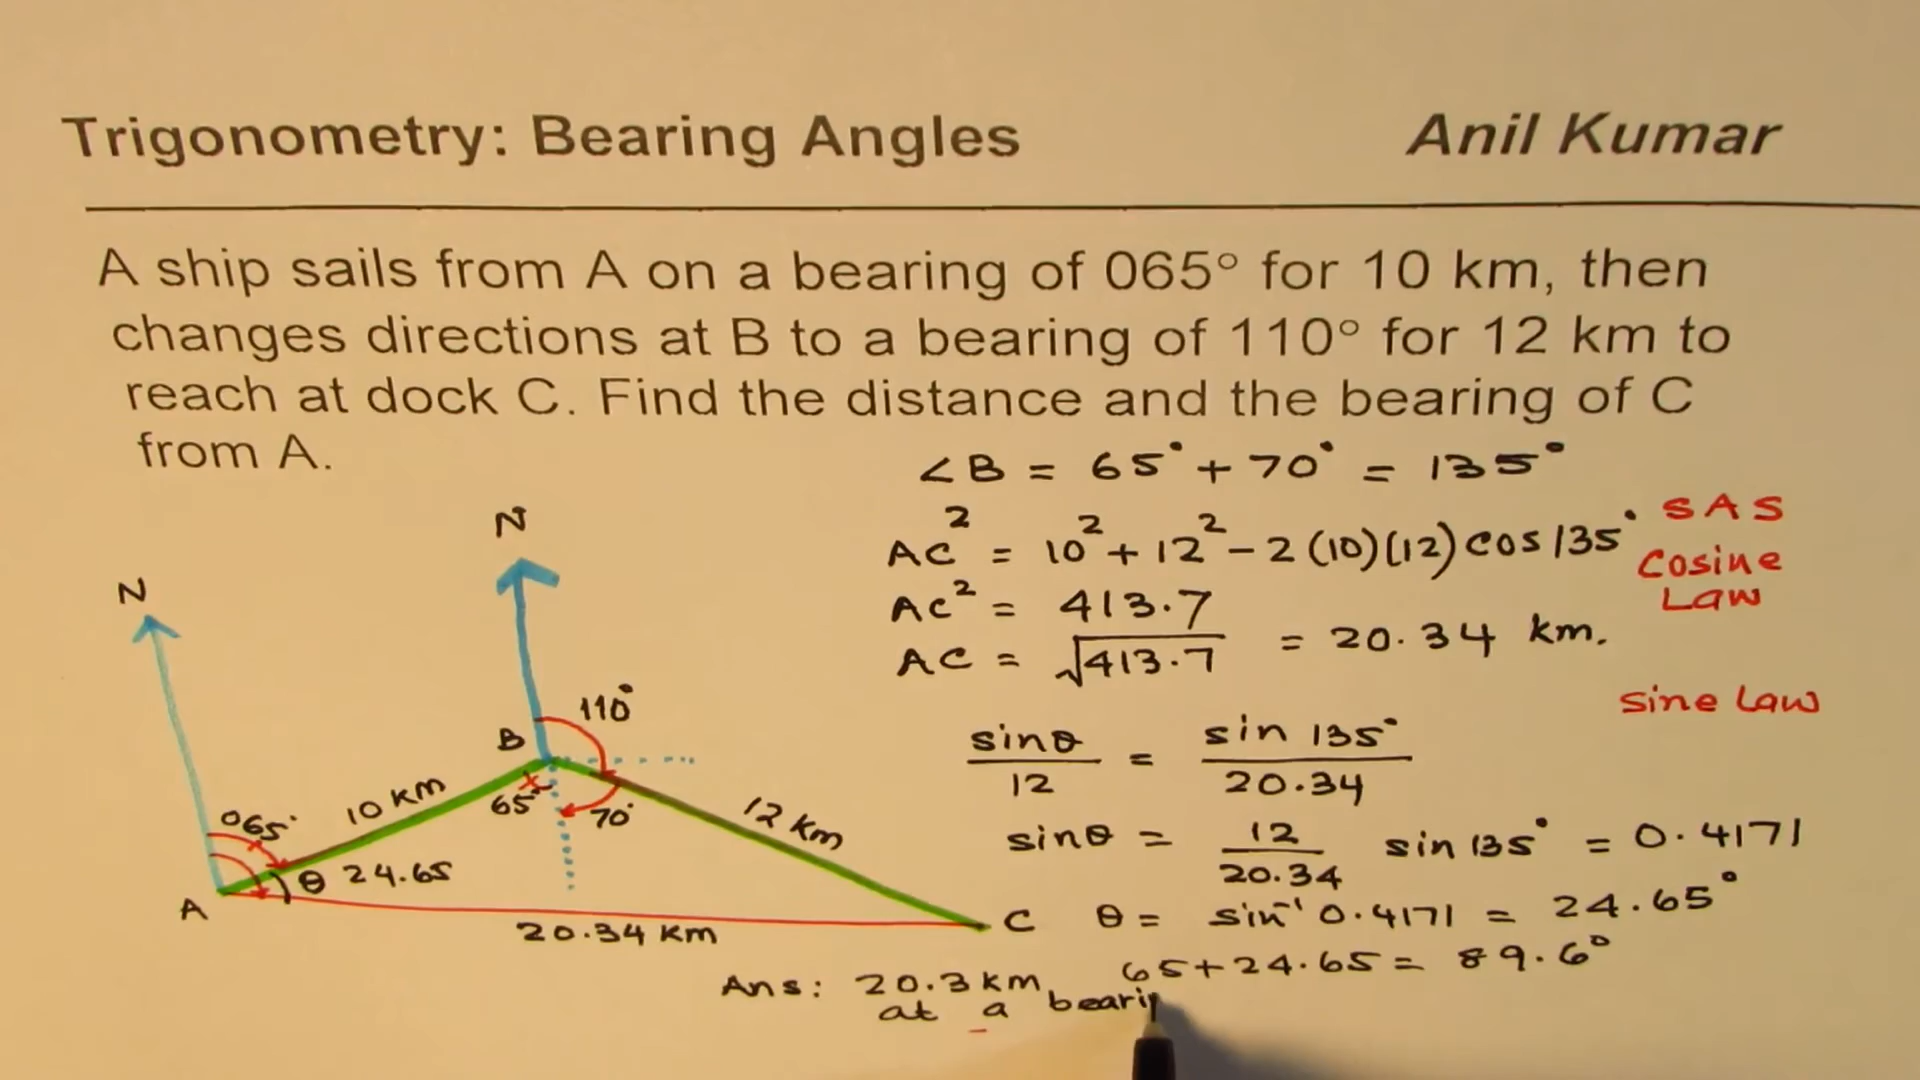 Trigonometry: Bearing Angles
Anil Kumar
A ship sails from A on a bearing of 065° for 10 km, then
changes directions at B to a bearing of 110° for 12 km to
reach at dock C. Find the distance and the bearing of C
from A.
∠B = 65° + 70° = 135°
AC² = 10² + 12² - 2(10)(12) cos 135°
SAS
Cosine
Law
AC² = 413.7
AC = √413.7 = 20.34 km.
Sine Law
sinθ/12 = sin 135°/20.34
sinθ = 12/20.34 sin 135° = 0.4171
θ = sin⁻¹ 0.4171 = 24.65°
65 + 24.65 = 89.6°
Ans: 20.3 km
at a beari
N
N
110°
B
65°
70°
10 km
12 km
065°
θ 24.65
A
C
20.34 km